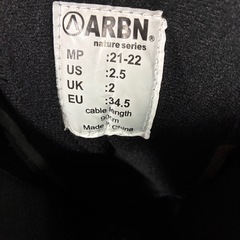 ARBN
nature series
MP :21-22
US :2.5
UK :2
EU :34.5
cable length
90cm
Made in China